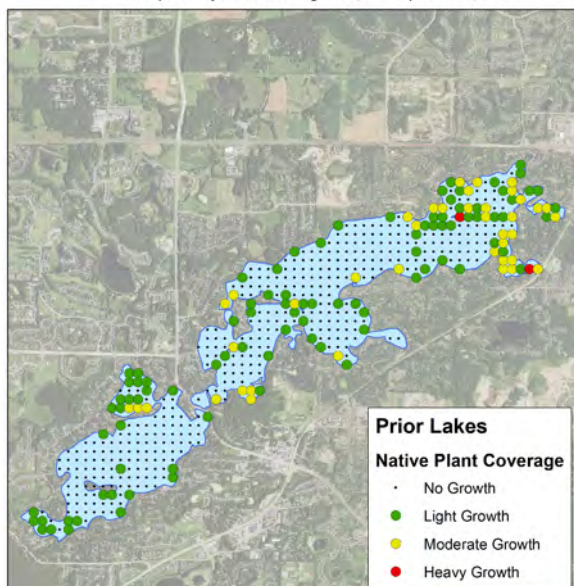 Prior Lakes
Native Plant Coverage
No Growth
Light Growth
Moderate Growth
Heavy Growth